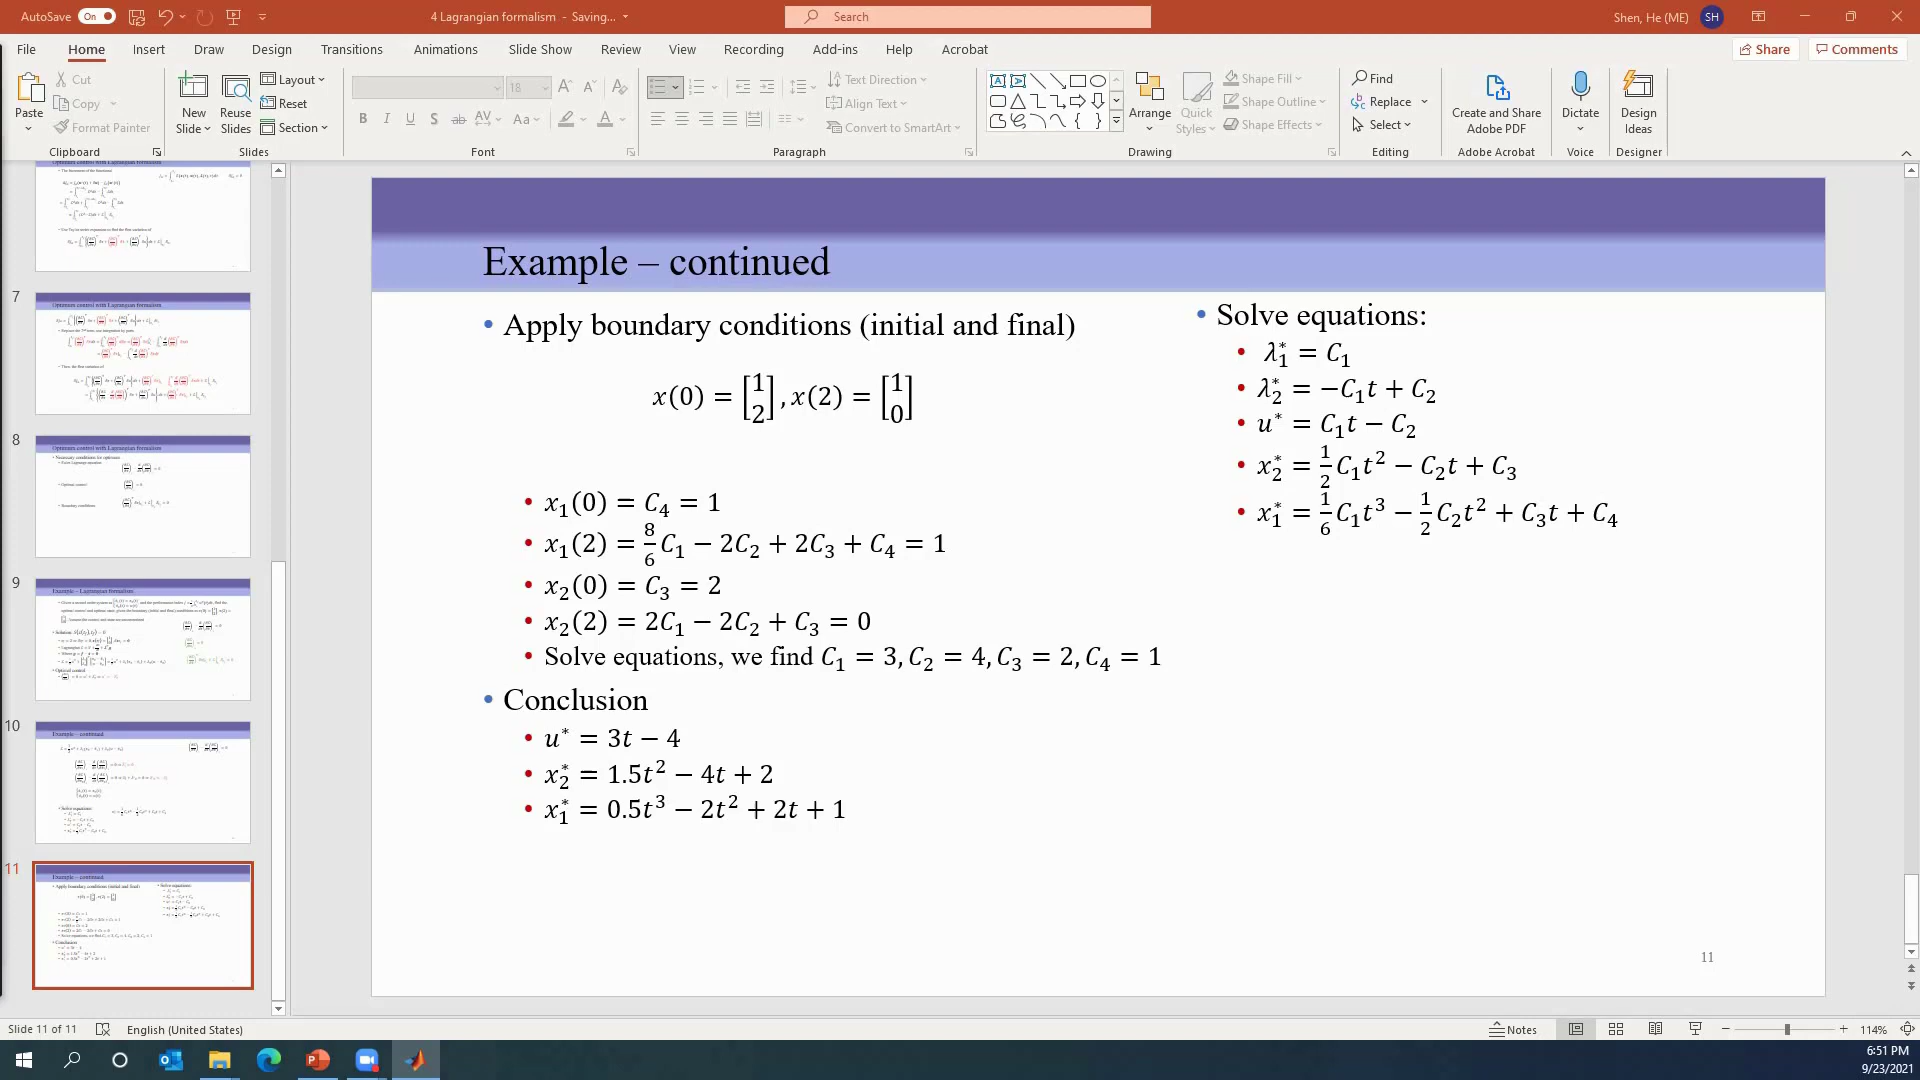 AutoSave On
4 Lagrangian formalism - Saving...
Search
Shen, He (ME) SH
File Home Insert Draw Design Transitions Animations Slide Show Review View Recording Add-ins Help Acrobat Share Comments
Paste
Cut
Copy
Format Painter
Clipboard
New Slide
Reuse Slides
Layout
Reset
Section
Slides
18
Font
Text Direction
Align Text
Convert to SmartArt
Paragraph
Arrange
Quick Styles
Shape Fill
Shape Outline
Shape Effects
Drawing
Find
Replace
Select
Editing
Create and Share Adobe PDF
Adobe Acrobat
Dictate
Voice
Design Ideas
Designer
7
8
9
10
11
Example – continued
• Apply boundary conditions (initial and final)
x(0) = [1 2], x(2) = [1 0]
• x₁(0) = C₄ = 1
• x₁(2) = 8/6 C₁ − 2C₂ + 2C₃ + C₄ = 1
• x₂(0) = C₃ = 2
• x₂(2) = 2C₁ − 2C₂ + C₃ = 0
• Solve equations, we find C₁ = 3, C₂ = 4, C₃ = 2, C₄ = 1
• Conclusion
• u* = 3t − 4
• x₂* = 1.5t² − 4t + 2
• x₁* = 0.5t³ − 2t² + 2t + 1
• Solve equations:
• λ₁* = C₁
• λ₂* = −C₁t + C₂
• u* = C₁t − C₂
• x₂* = 1/2 C₁t² − C₂t + C₃
• x₁* = 1/6 C₁t³ − 1/2 C₂t² + C₃t + C₄
11
Slide 11 of 11 English (United States) Notes 114%
6:51 PM
9/23/2021